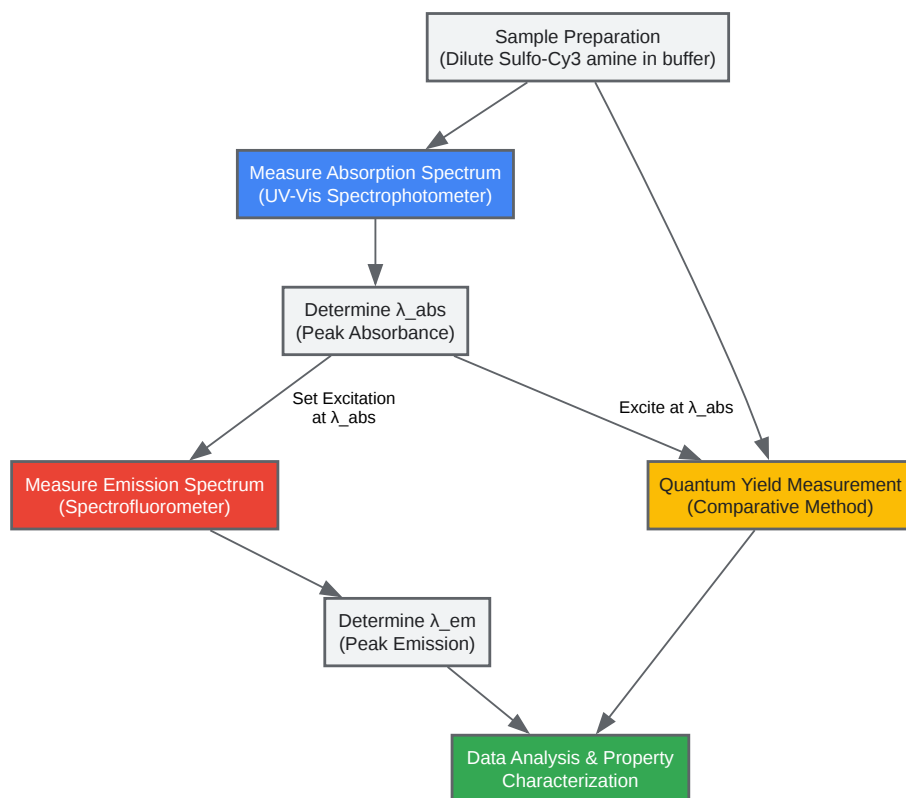 Sample Preparation
(Dilute Sulfo-Cy3 amine in buffer)
Measure Absorption Spectrum
(UV-Vis Spectrophotometer)
Determine λ_abs
(Peak Absorbance)
Set Excitation
at λ_abs
Excite at λ_abs
Measure Emission Spectrum
(Spectrofluorometer)
Quantum Yield Measurement
(Comparative Method)
Determine λ_em
(Peak Emission)
Data Analysis & Property
Characterization